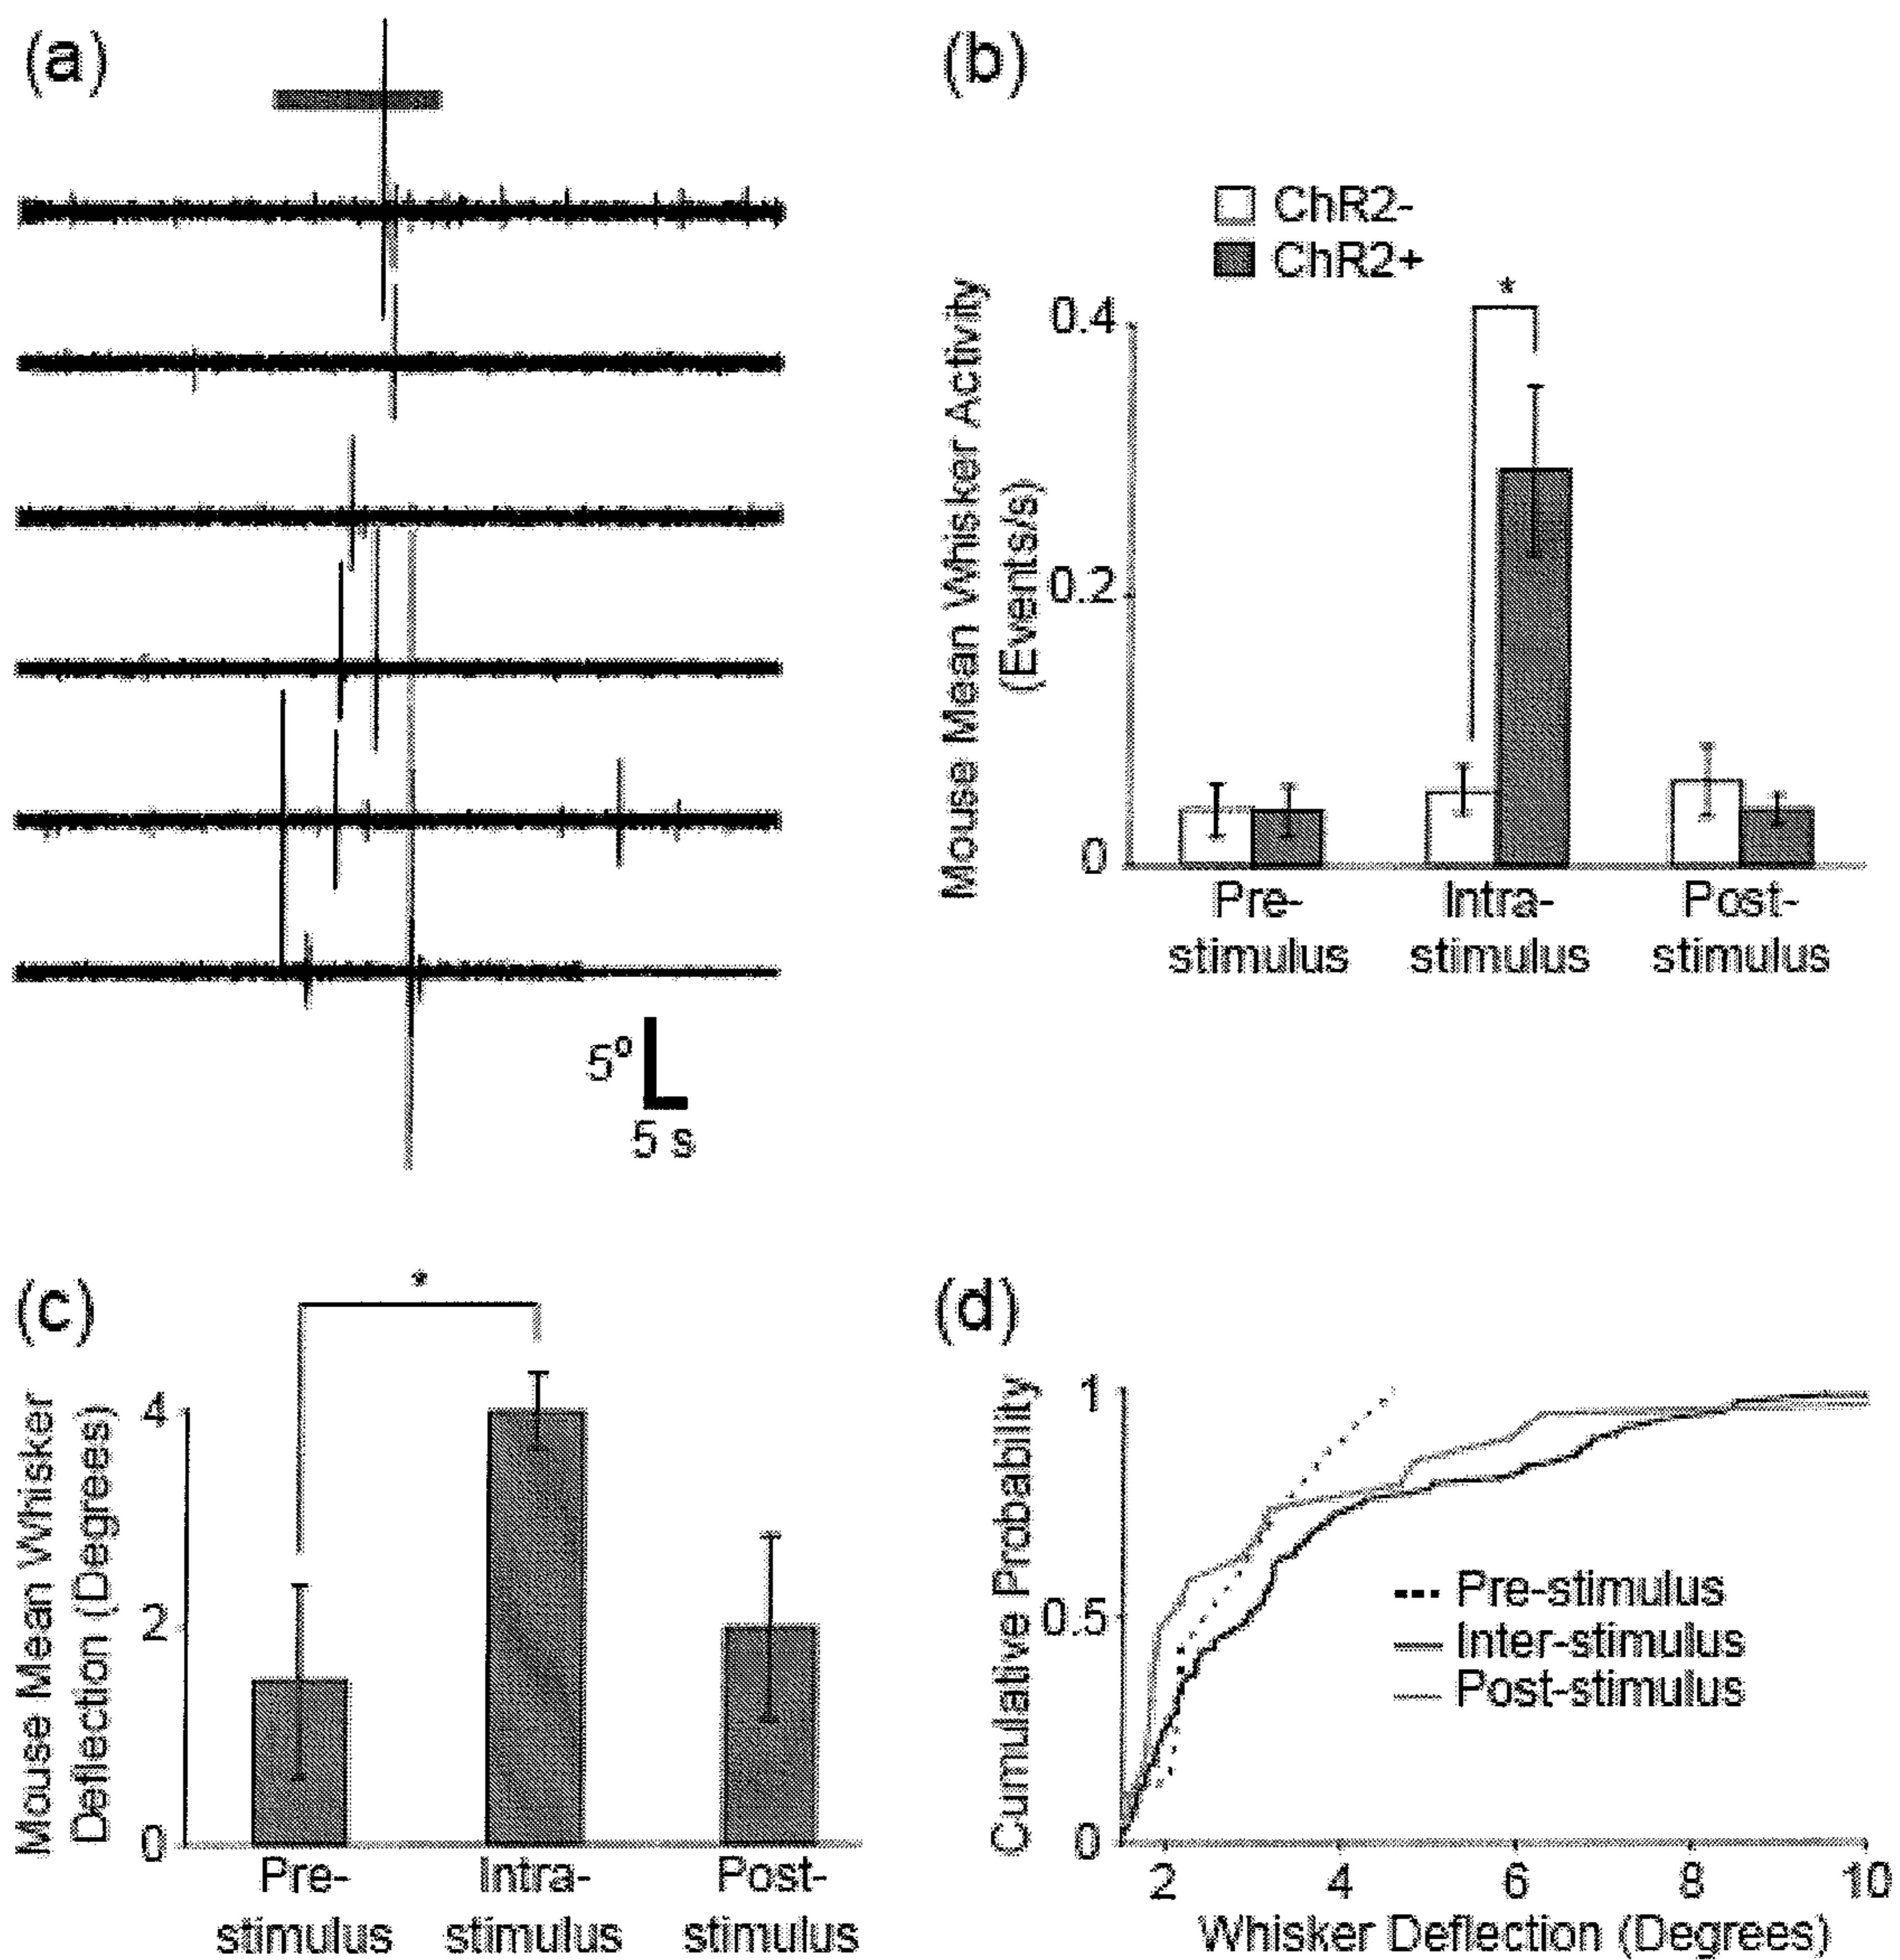 (a)
5°
5 s
(b)
ChR2-
ChR2+
*
Mouse Mean Whisker Activity
(Events/s)
0.4
0.2
0
Pre-
stimulus
Intra-
stimulus
Post-
stimulus
(c)
*
Mouse Mean Whisker
Deflection (Degrees)
4
2
0
Pre-
stimulus
Intra-
stimulus
Post-
stimulus
(d)
Cumulative Probability
1
0.5
0
Pre-stimulus
Inter-stimulus
Post-stimulus
2 4 6 8 10
Whisker Deflection (Degrees)